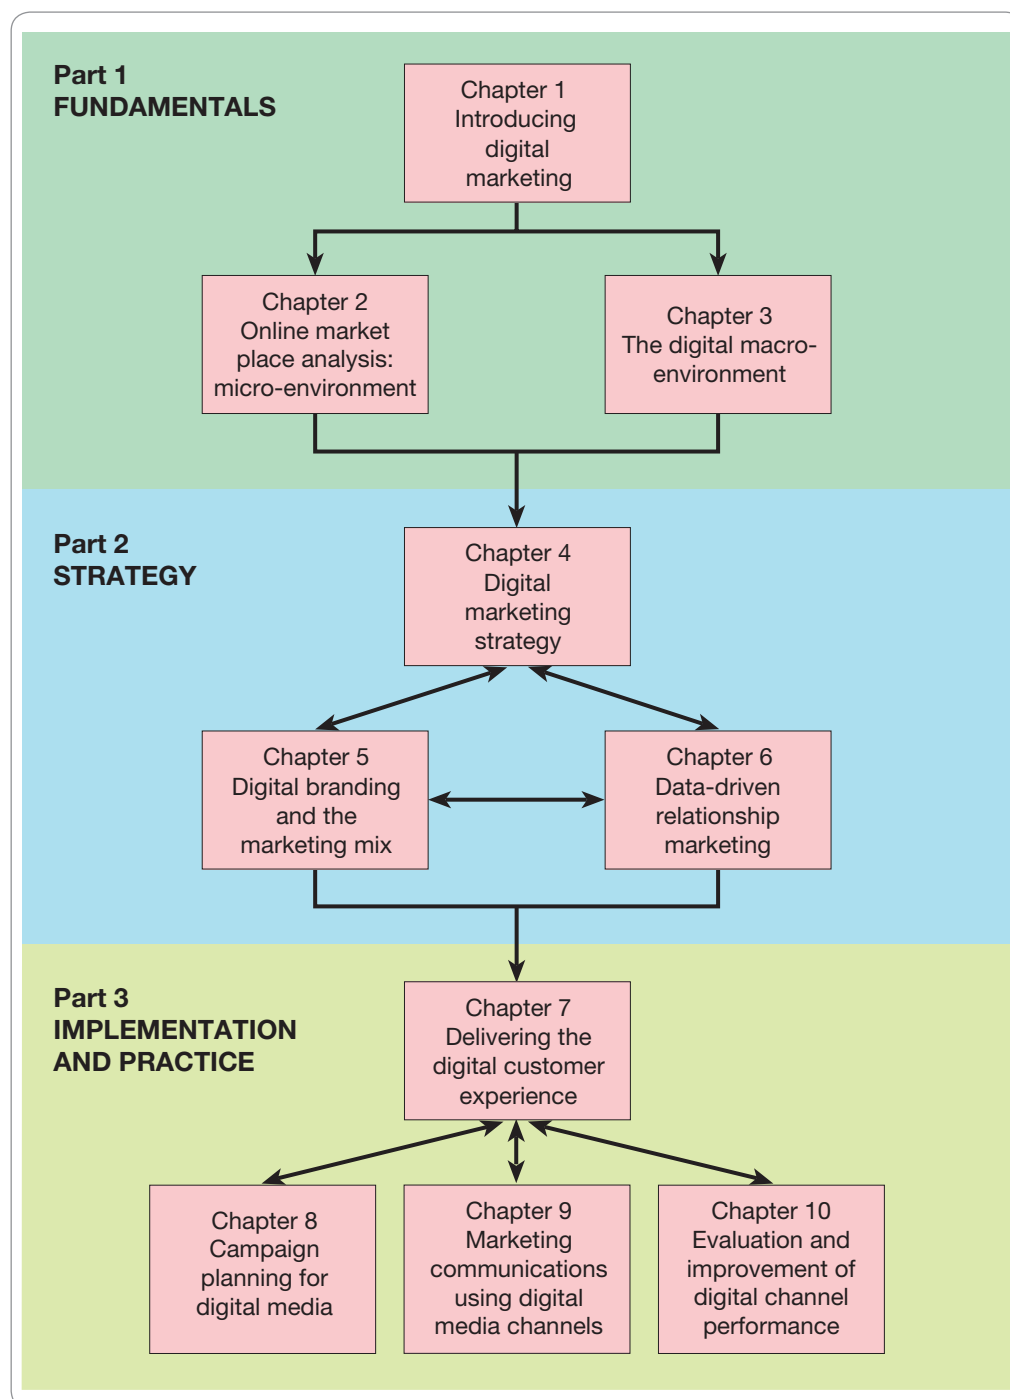 Part 1
FUNDAMENTALS
Chapter 1
Introducing
digital
marketing
Chapter 2
Online market
place analysis:
micro-environment
Chapter 3
The digital macro-
environment
Part 2
STRATEGY
Chapter 4
Digital
marketing
strategy
Chapter 5
Digital branding
and the
marketing mix
Chapter 6
Data-driven
relationship
marketing
Part 3
IMPLEMENTATION
AND PRACTICE
Chapter 7
Delivering the
digital customer
experience
Chapter 8
Campaign
planning for
digital media
Chapter 9
Marketing
communications
using digital
media channels
Chapter 10
Evaluation and
improvement of
digital channel
performance